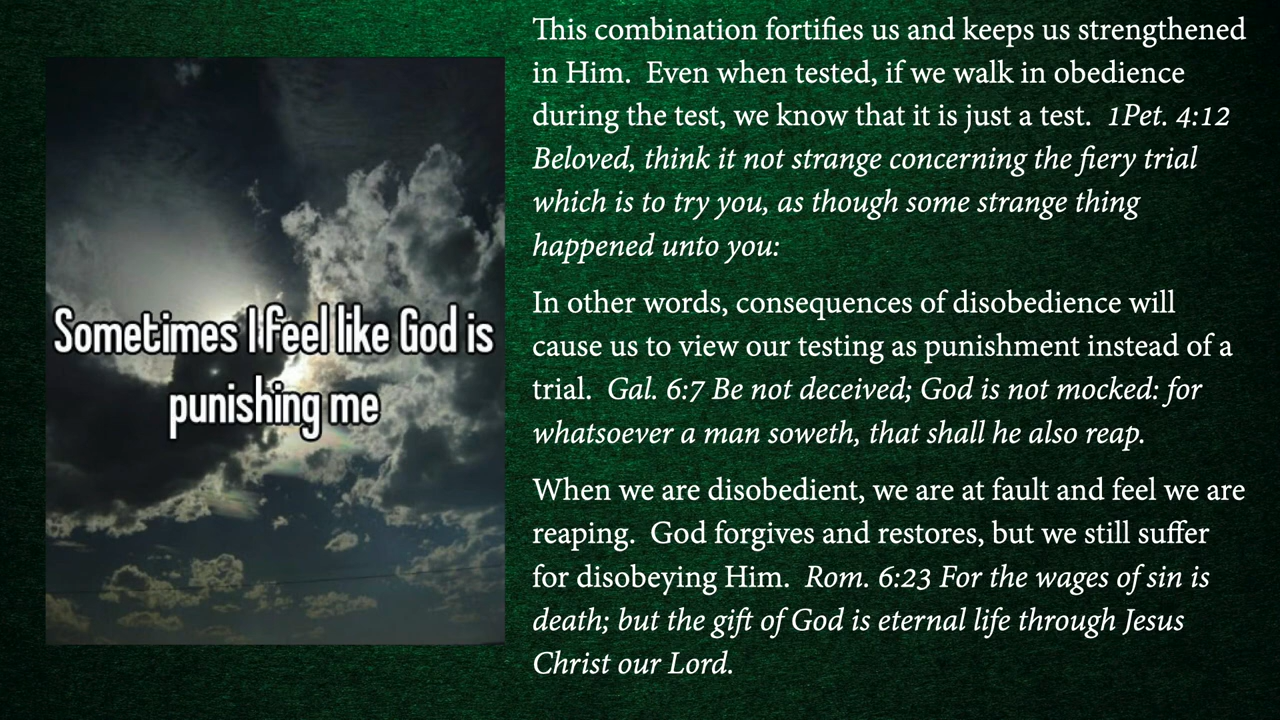 This combination fortifies us and keeps us strengthened
in Him.  Even when tested, if we walk in obedience
during the test, we know that it is just a test.  1Pet. 4:12
Beloved, think it not strange concerning the fiery trial
which is to try you, as though some strange thing
happened unto you:
In other words, consequences of disobedience will
cause us to view our testing as punishment instead of a
trial.  Gal. 6:7 Be not deceived; God is not mocked: for
whatsoever a man soweth, that shall he also reap.
When we are disobedient, we are at fault and feel we are
reaping.  God forgives and restores, but we still suffer
for disobeying Him.  Rom. 6:23 For the wages of sin is
death; but the gift of God is eternal life through Jesus
Christ our Lord.
Sometimes I feel like God is
punishing me